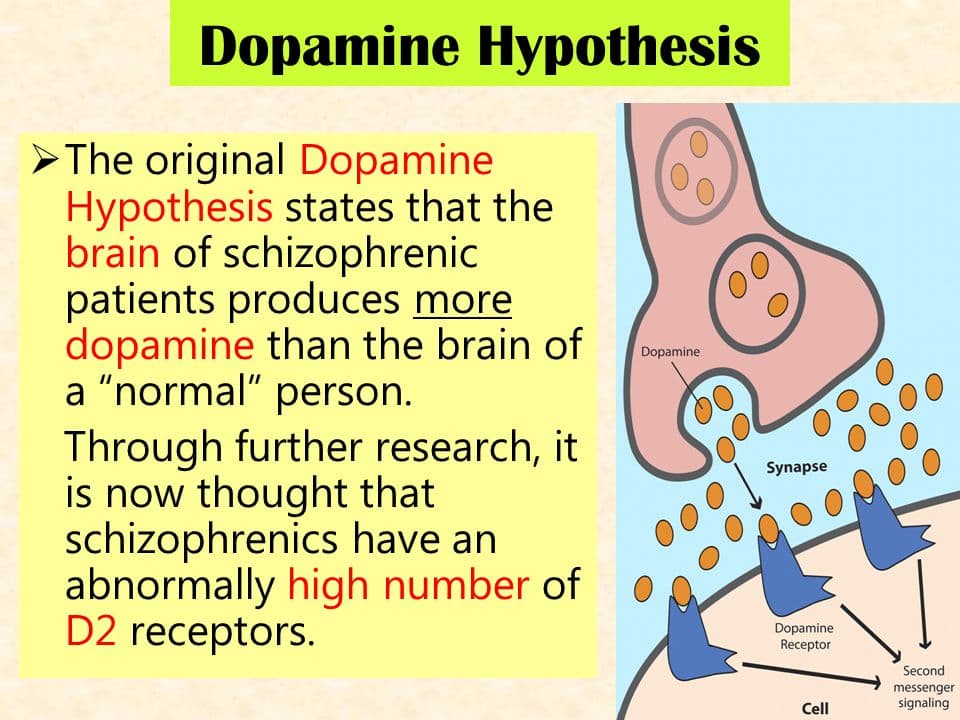 Dopamine Hypothesis
➢The original Dopamine
Hypothesis states that the
brain of schizophrenic
patients produces more
dopamine than the brain of
a “normal” person.
Through further research, it
is now thought that
schizophrenics have an
abnormally high number of
D2 receptors.
Dopamine
Synapse
Dopamine
Receptor
Second
messenger
signaling
Cell